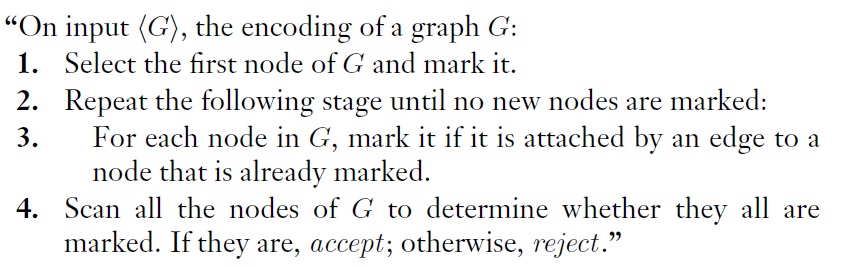 “On input ⟨G⟩, the encoding of a graph G:
1. Select the first node of G and mark it.
2. Repeat the following stage until no new nodes are marked:
3. For each node in G, mark it if it is attached by an edge to a
node that is already marked.
4. Scan all the nodes of G to determine whether they all are
marked. If they are, accept; otherwise, reject.”